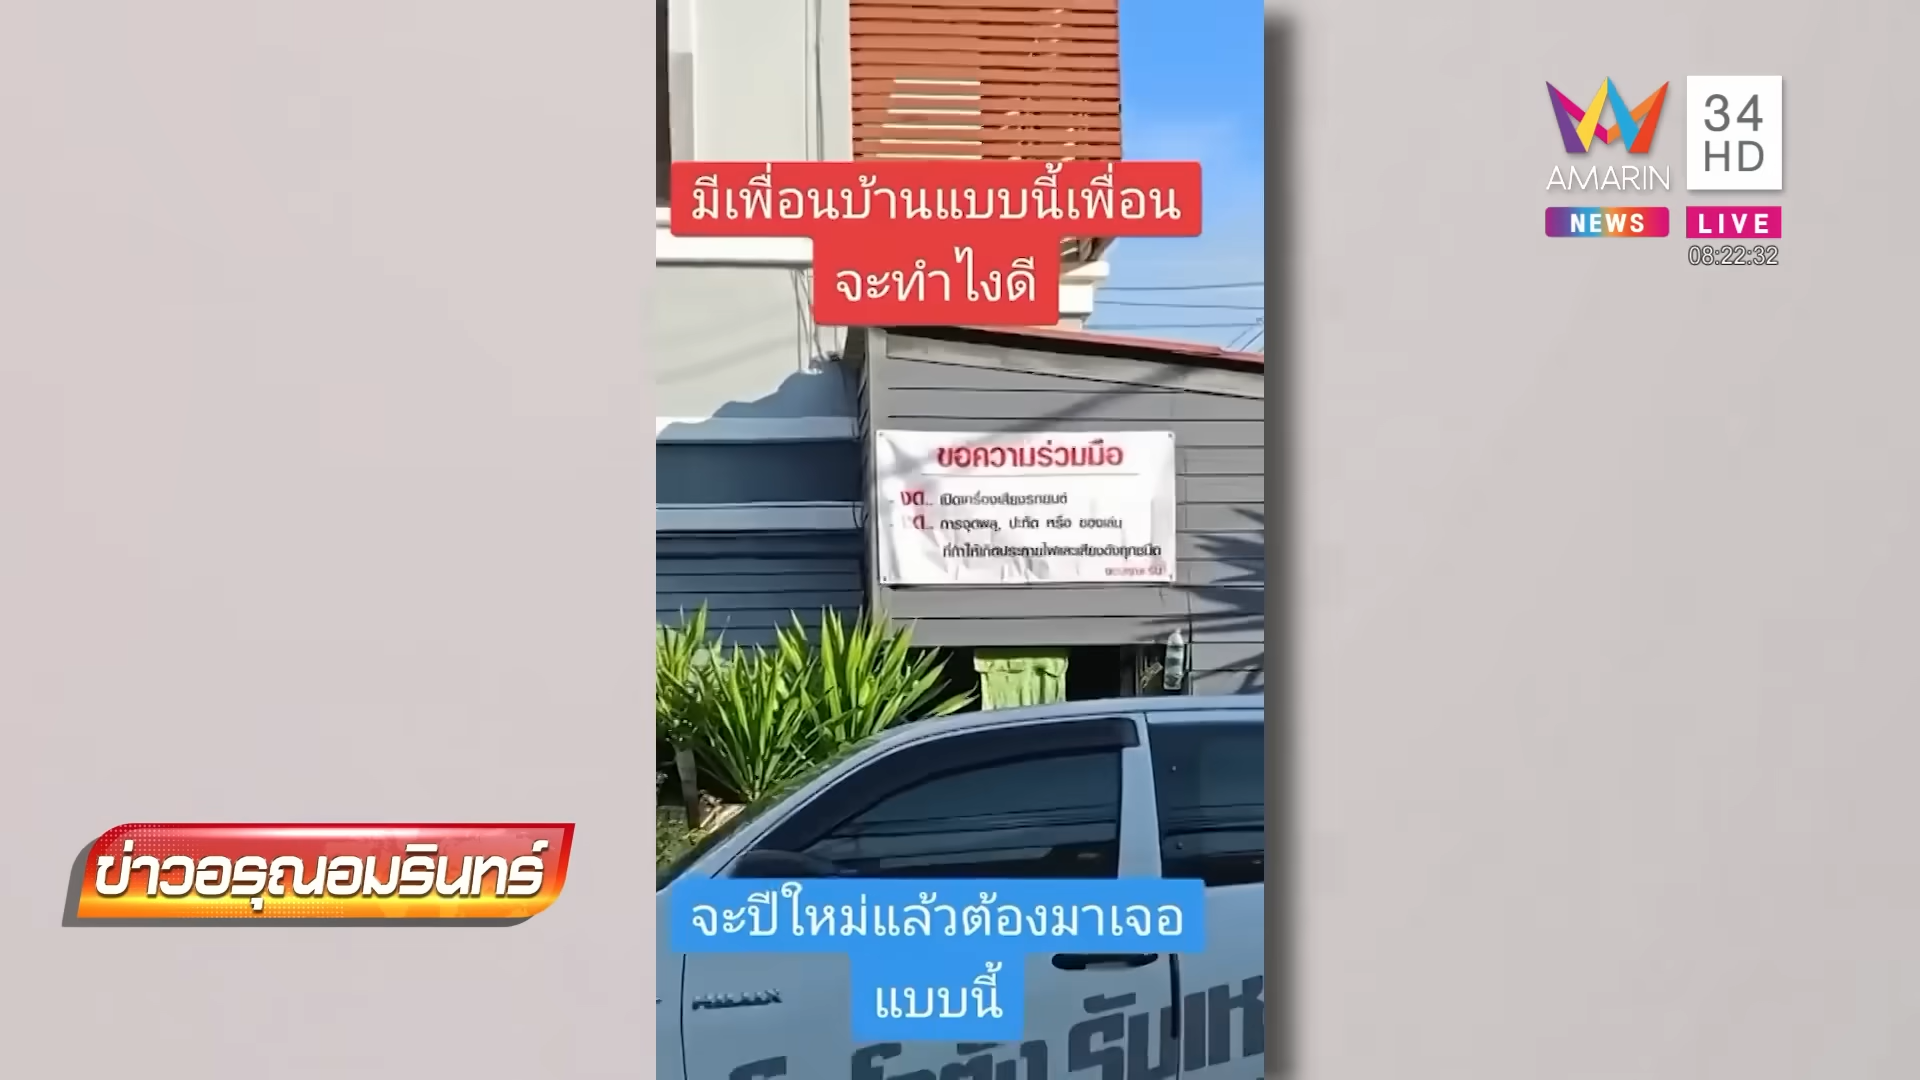 มีเพื่อนบ้านแบบนี้เพื่อน
จะทำไงดี
34
HD
AMARIN
NEWS
LIVE
08:22:32
ขอความร่วมมือ
- งด.. เปิดเครื่องเสียงรถยนต์
- งด.. การจุดพลุ, ปะทัด หรือ ของเล่น
ที่ทำให้เกิดประกายไฟและเสียงดังทุกชนิด
ข่าวอรุณอมรินทร์
จะปีใหม่แล้วต้องมาเจอ
แบบนี้
HILUX
รับเห